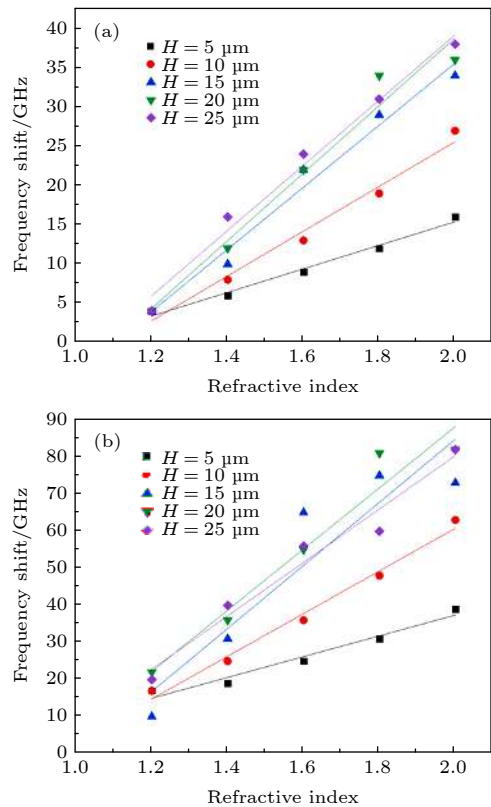 (a)
H = 5 µm
H = 10 µm
H = 15 µm
H = 20 µm
H = 25 µm
Frequency shift/GHz
40
35
30
25
20
15
10
5
0
1.0 1.2 1.4 1.6 1.8 2.0
Refractive index
(b)
H = 5 µm
H = 10 µm
H = 15 µm
H = 20 µm
H = 25 µm
Frequency shift/GHz
90
80
70
60
50
40
30
20
10
0
1.0 1.2 1.4 1.6 1.8 2.0
Refractive index